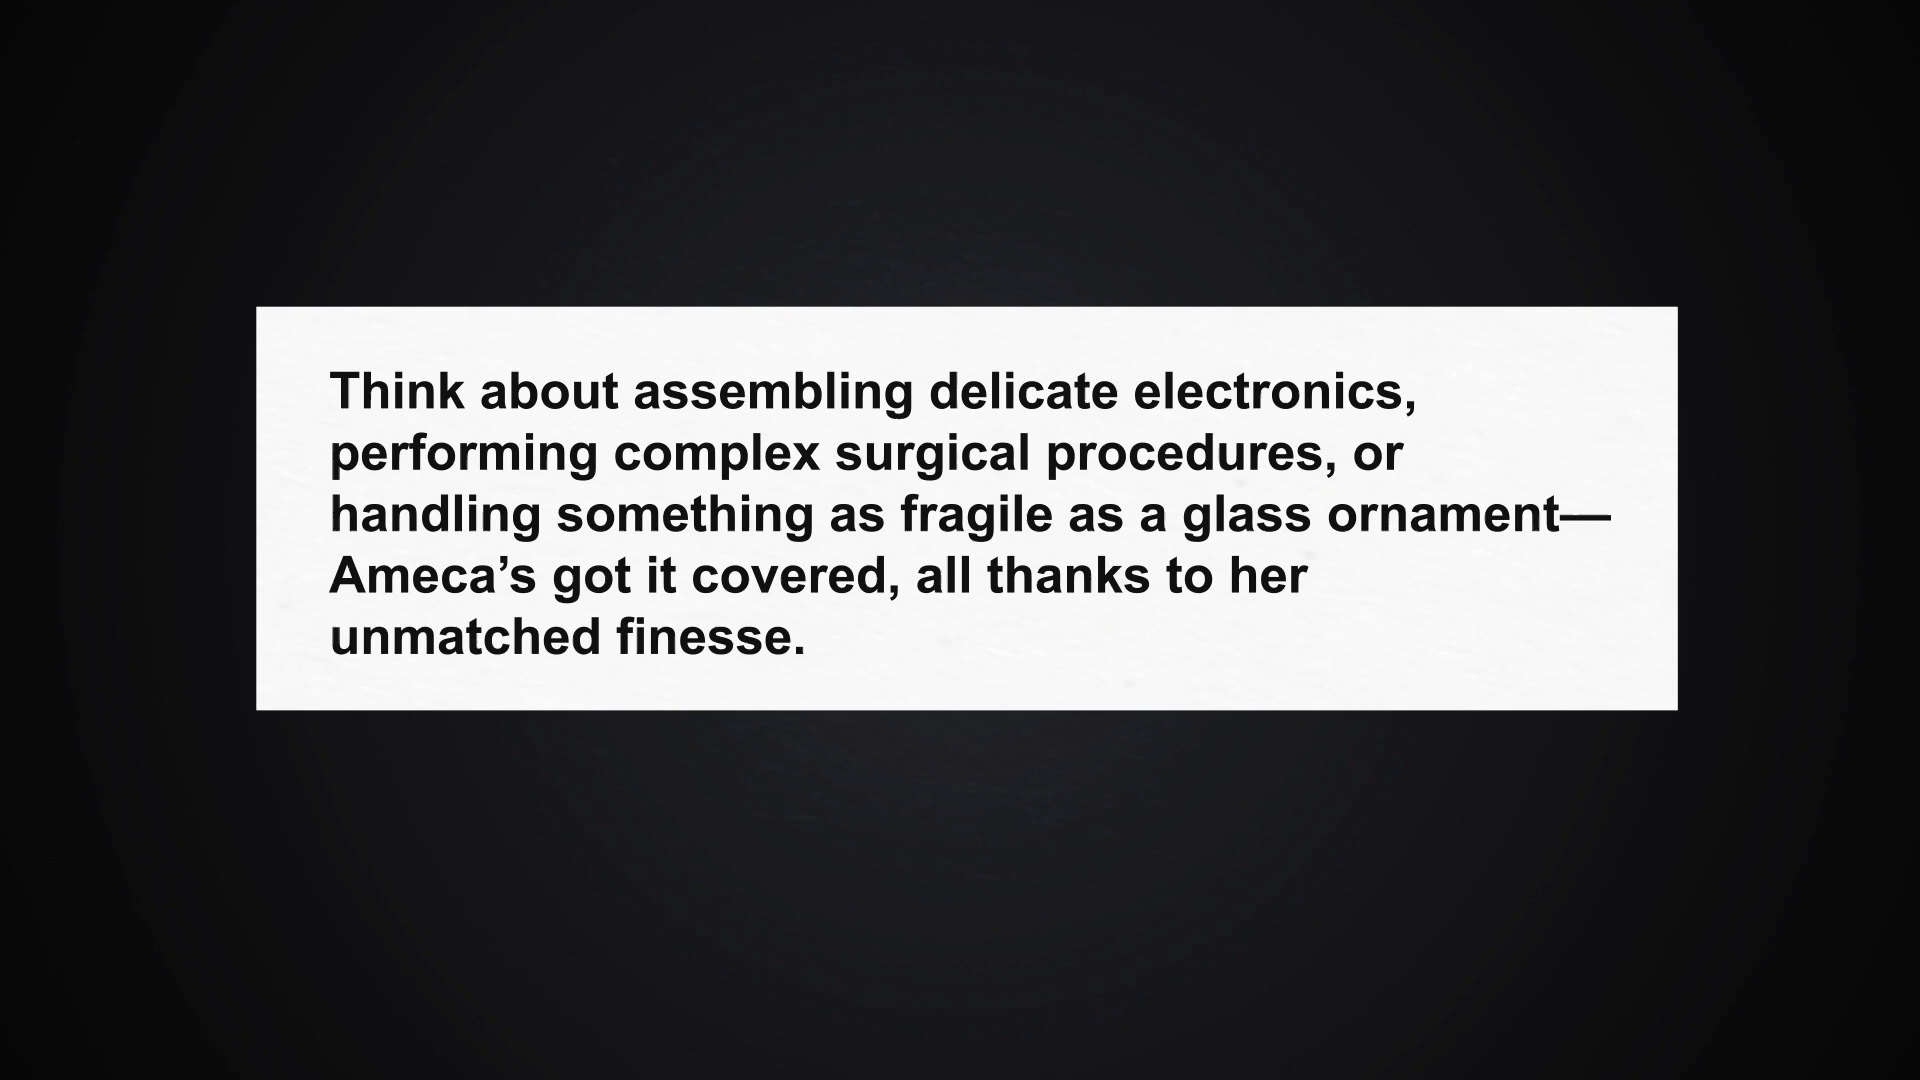 Think about assembling delicate electronics,
performing complex surgical procedures, or
handling something as fragile as a glass ornament—
Ameca’s got it covered, all thanks to her
unmatched finesse.